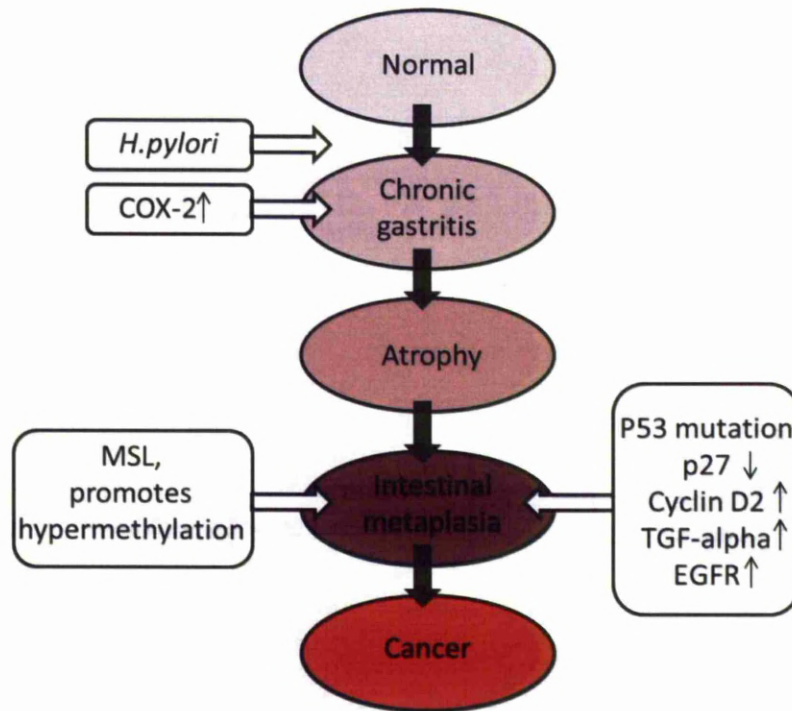 Normal
H.pylori
COX-2↑
Chronic
gastritis
Atrophy
MSL,
promotes
hypermethylation
Intestinal
metaplasia
P53 mutation
p27 ↓
Cyclin D2 ↑
TGF-alpha↑
EGFR↑
Cancer